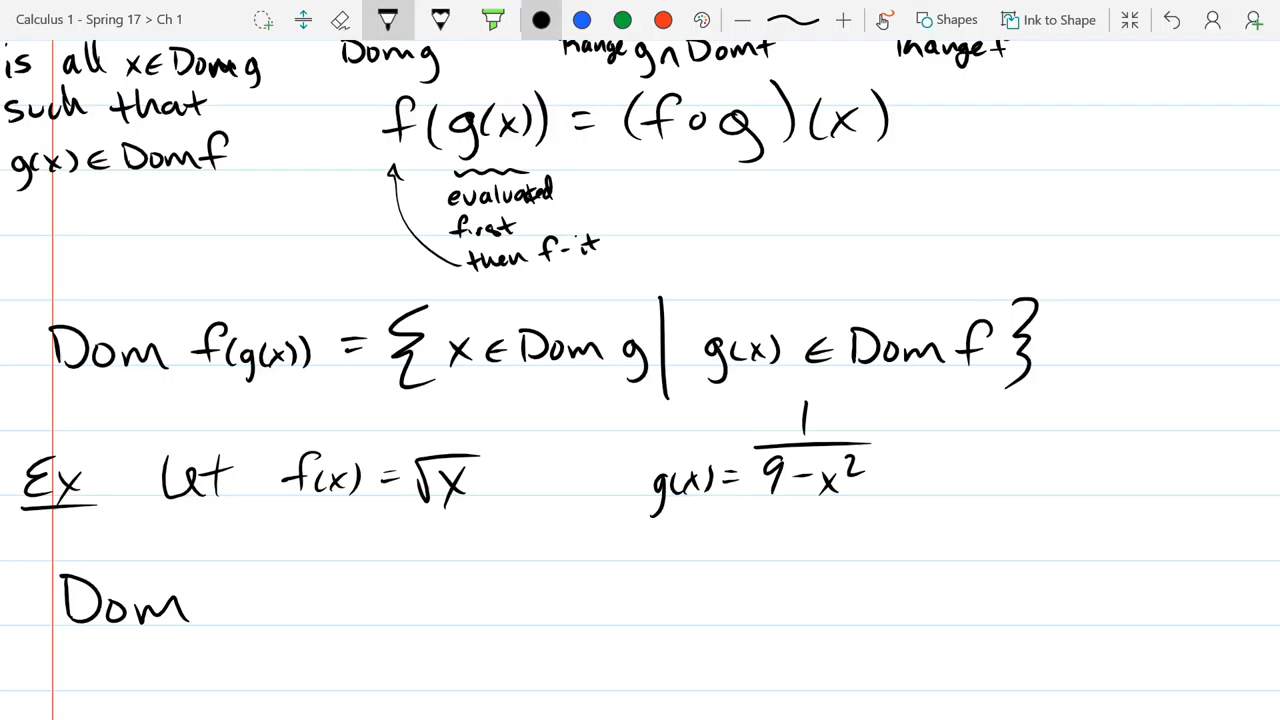 Calculus 1 - Spring 17 > Ch 1
Shapes
Ink to Shape
is all x∈Dom g
such that
g(x) ∈ Dom f
Dom g
Range g ∩ Dom f
Range f
f(g(x)) = (f∘g)(x)
evaluated
first
then f-it
Dom f(g(x)) = { x ∈ Dom g | g(x) ∈ Dom f }
Ex Let f(x) = √x g(x) = 1/(9-x²)
Dom